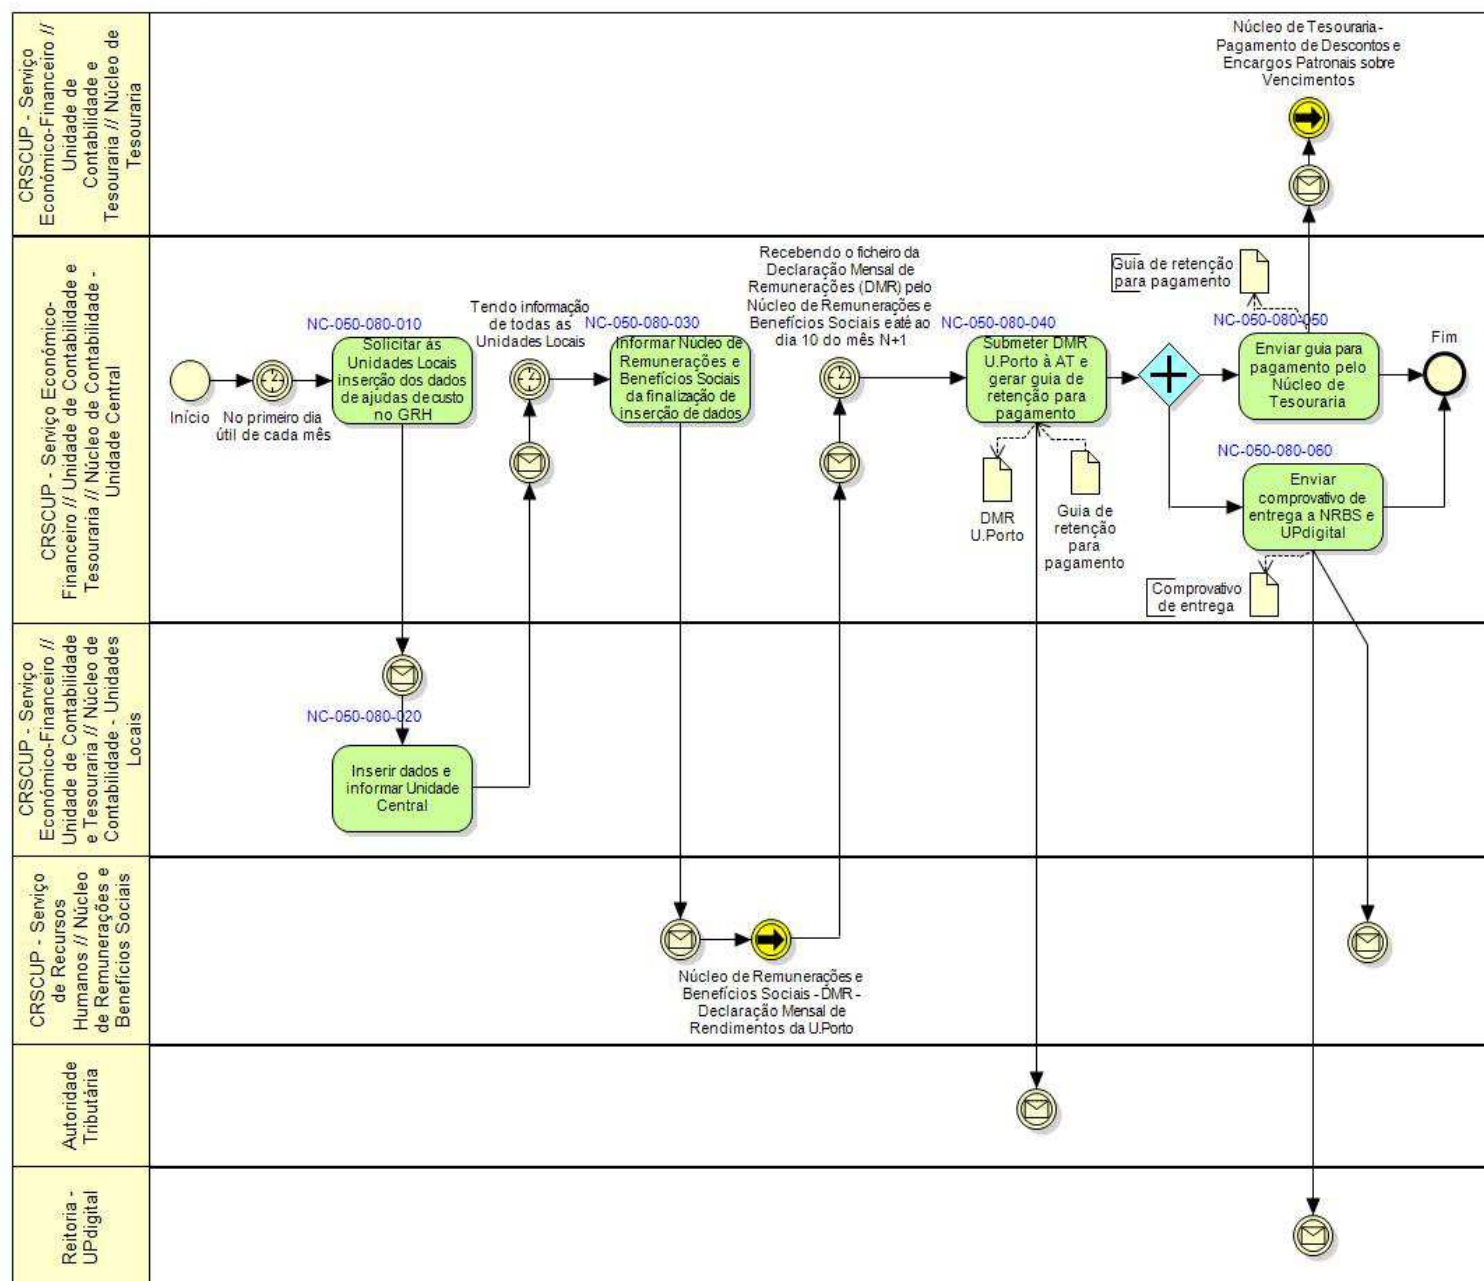 CRSCUP - Serviço
Económico-Financeiro //
Unidade de
Contabilidade e
Tesouraria // Núcleo de
Tesouraria
Núcleo de Tesouraria-
Pagamento de Descontos e
Encargos Patronais sobre
Vencimentos
CRSCUP - Serviço Económico-
Financeiro // Unidade de Contabilidade e
Tesouraria // Núcleo de Contabilidade -
Unidade Central
Início
No primeiro dia
útil de cada mês
NC-050-080-010
Solicitar às
Unidades Locais
inserção dos dados
de ajudas de custo
no GRH
Tendo informação
de todas as
Unidades Locais
NC-050-080-030
Informar Núcleo de
Remunerações e
Benefícios Sociais
da finalização de
inserção de dados
Recebendo o ficheiro da
Declaração Mensal de
Remunerações (DMR) pelo
Núcleo de Remunerações e
Benefícios Sociais e até ao
dia 10 do mês N+1
NC-050-080-040
Submeter DMR
U.Porto à AT e
gerar guia de
retenção para
pagamento
DMR
U.Porto
Guia de
retenção
para
pagamento
Guia de retenção
para pagamento
NC-050-080-050
Enviar guia para
pagamento pelo
Núcleo de
Tesouraria
Fim
NC-050-080-060
Enviar
comprovativo de
entrega a NRBS e
UPdigital
Comprovativo
de entrega
CRSCUP - Serviço
Económico-Financeiro //
Unidade de Contabilidade
e Tesouraria // Núcleo de
Contabilidade - Unidades
Locais
NC-050-080-020
Inserir dados e
informar Unidade
Central
CRSCUP - Serviço
de Recursos
Humanos // Núcleo
de Remunerações e
Benefícios Sociais
Núcleo de Remunerações e
Benefícios Sociais - DMR -
Declaração Mensal de
Rendimentos da U.Porto
Autoridade
Tributária
Reitoria -
UPdigital